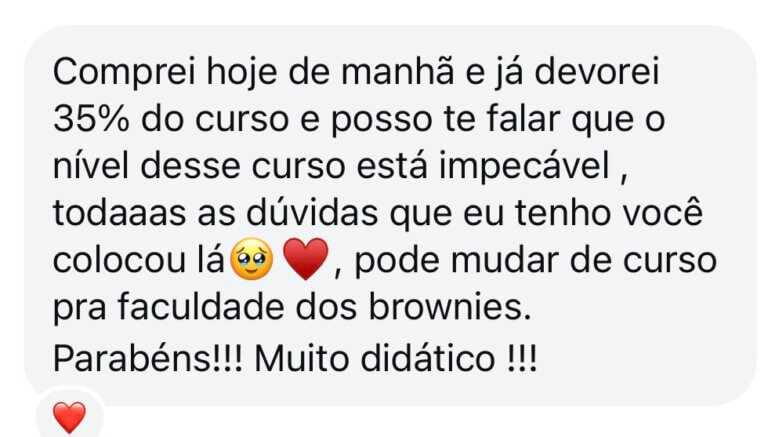 Comprei hoje de manhã e já devorei
35% do curso e posso te falar que o
nível desse curso está impecável ,
todaaas as dúvidas que eu tenho você
colocou lá🥹♥️, pode mudar de curso
pra faculdade dos brownies.
Parabéns!!! Muito didático !!!
❤️